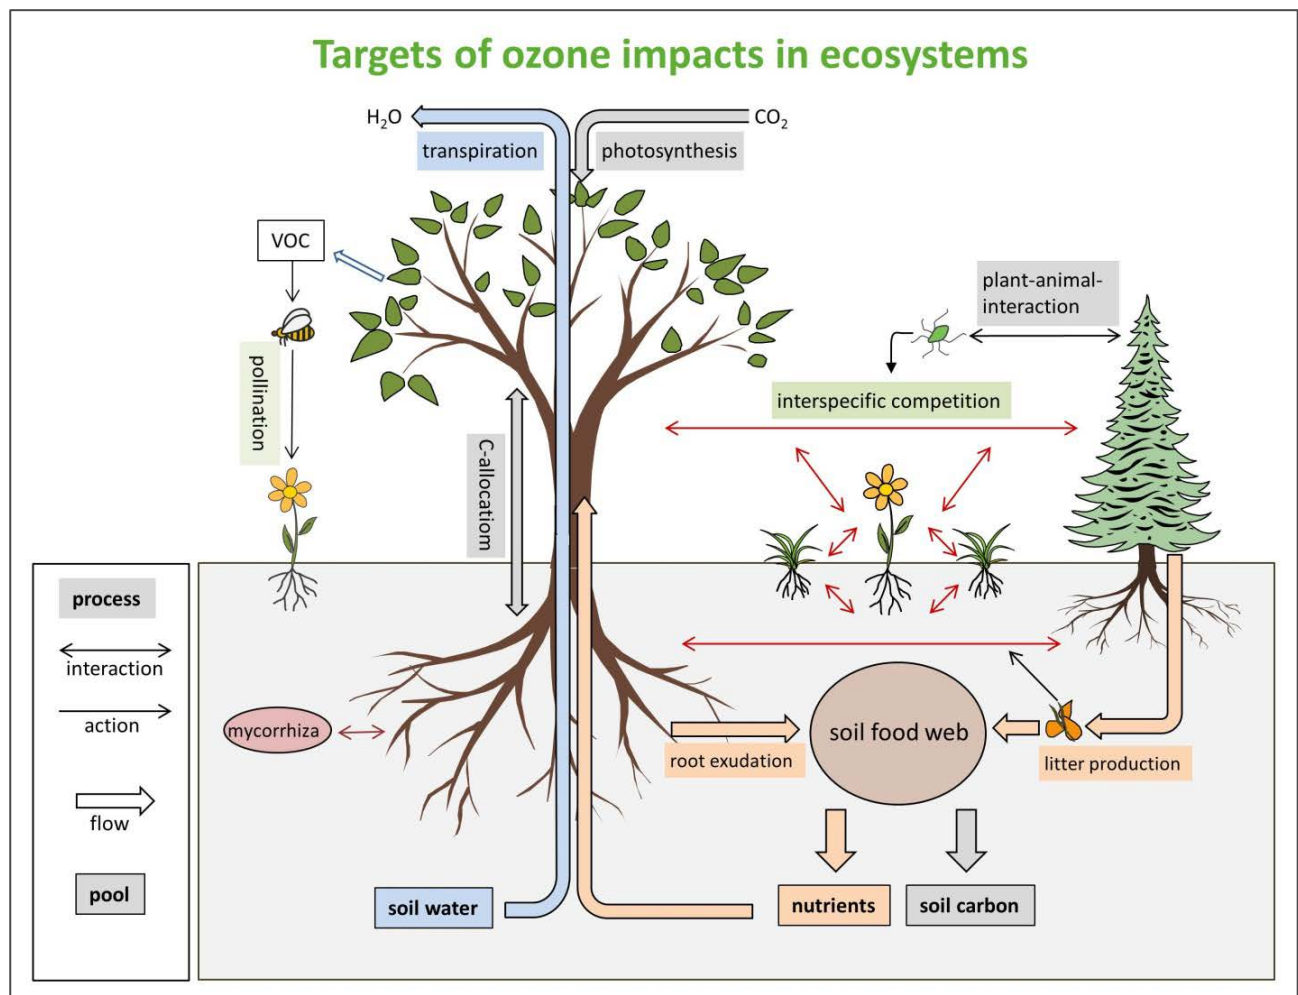 Targets of ozone impacts in ecosystems
H₂O
CO₂
transpiration
photosynthesis
VOC
plant-animal-
interaction
pollination
interspecific competition
C-allocatiom
process
interaction
action
flow
pool
mycorrhiza
soil food web
root exudation
litter production
soil water
nutrients
soil carbon